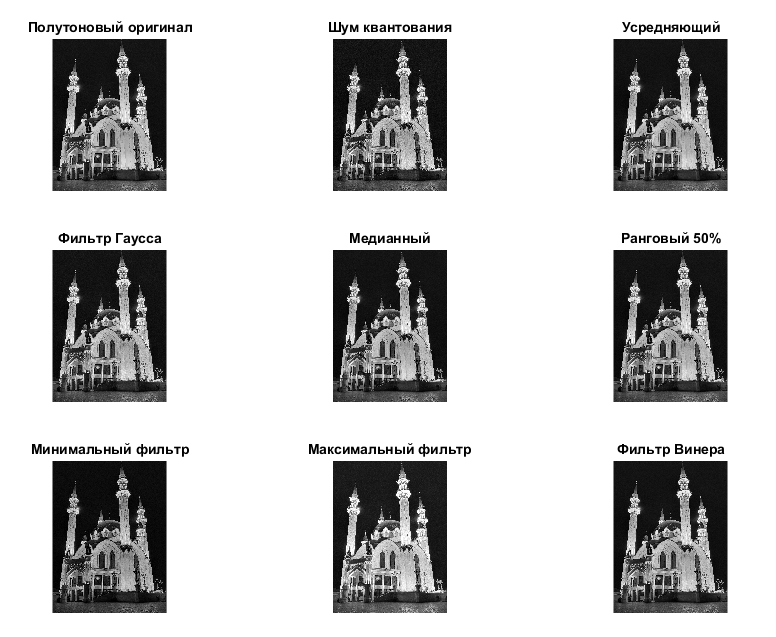 Полутоновый оригинал
Шум квантования
Усредняющий
Фильтр Гаусса
Медианный
Ранговый 50%
Минимальный фильтр
Максимальный фильтр
Фильтр Винера